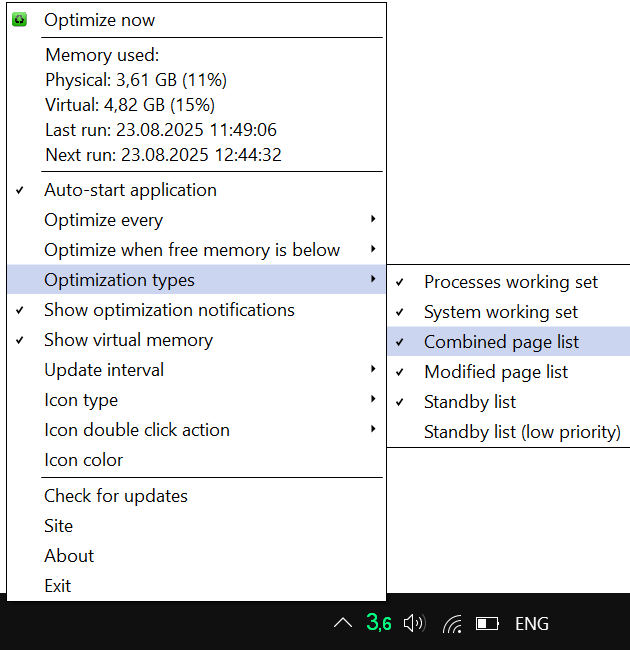 Optimize now
Memory used:
Physical: 3,61 GB (11%)
Virtual: 4,82 GB (15%)
Last run: 23.08.2025 11:49:06
Next run: 23.08.2025 12:44:32
Auto-start application
Optimize every
Optimize when free memory is below
Optimization types
Show optimization notifications
Show virtual memory
Update interval
Icon type
Icon double click action
Icon color
Check for updates
Site
About
Exit
Processes working set
System working set
Combined page list
Modified page list
Standby list
Standby list (low priority)
3,6 ENG